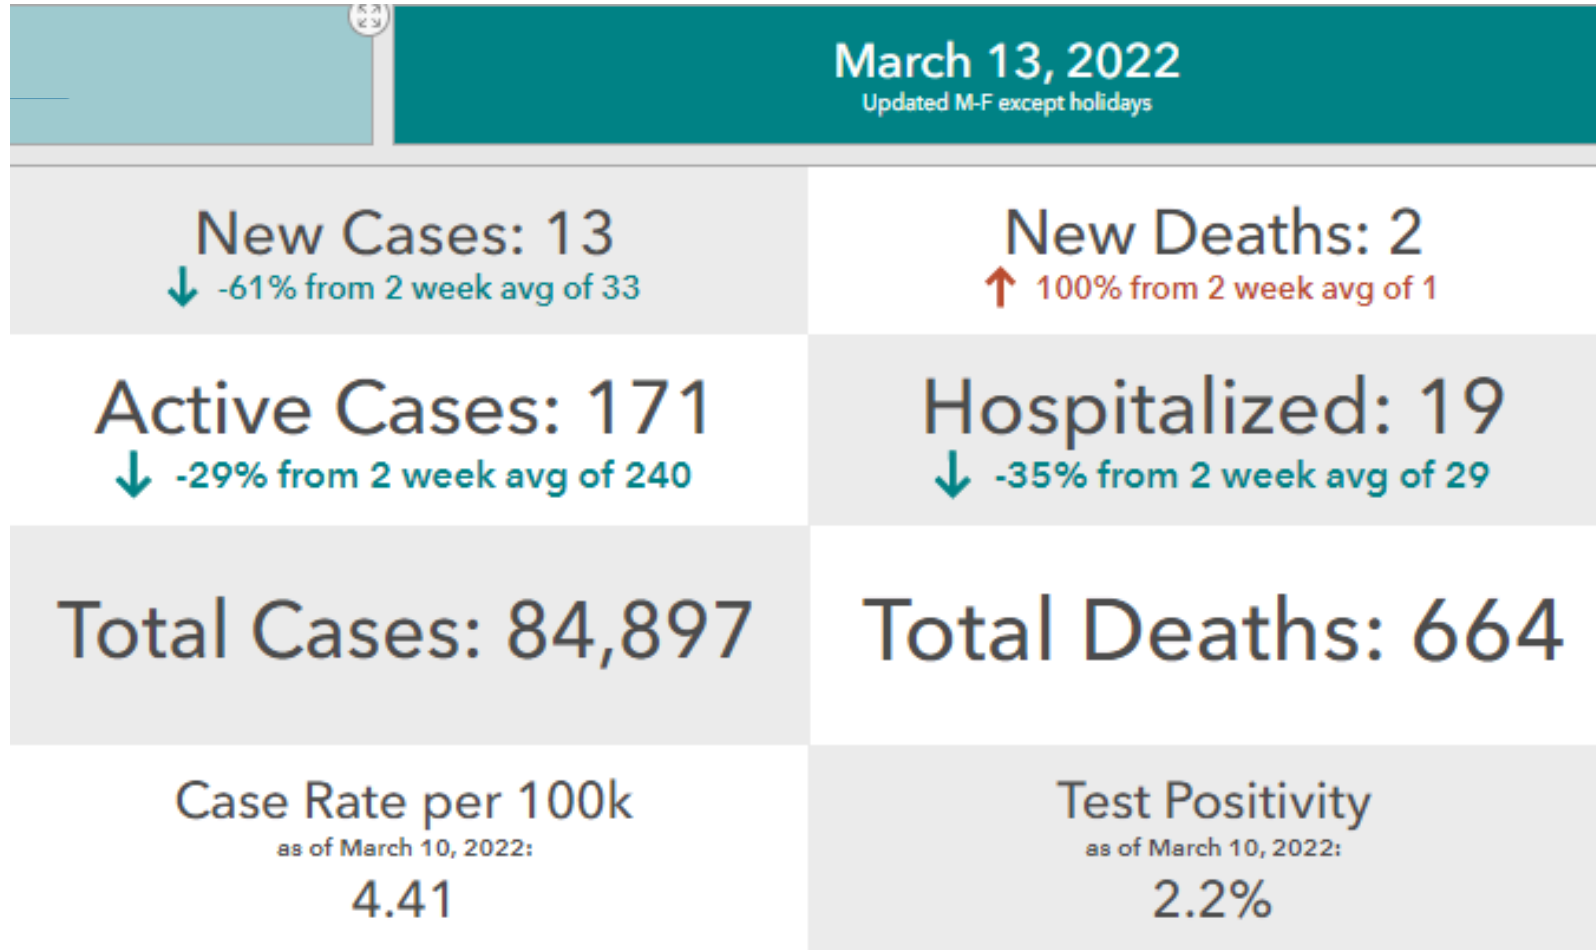 March 13, 2022
Updated M-F except holidays
New Cases: 13
-61% from 2 week avg of 33
New Deaths: 2
100% from 2 week avg of 1
Active Cases: 171
-29% from 2 week avg of 240
Hospitalized: 19
-35% from 2 week avg of 29
Total Cases: 84,897
Total Deaths: 664
Case Rate per 100k
as of March 10, 2022:
4.41
Test Positivity
as of March 10, 2022:
2.2%